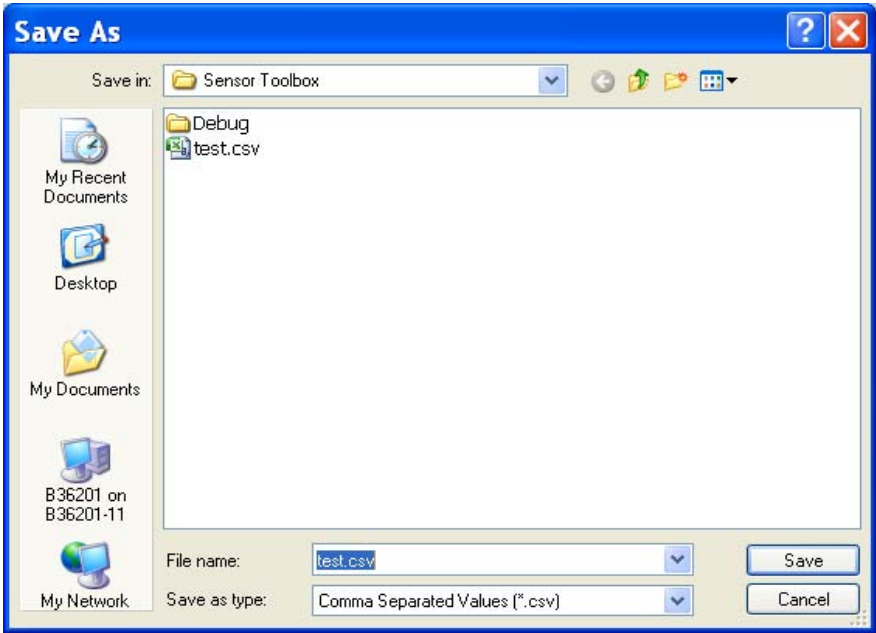 Save As
Save in:
Sensor Toolbox
My Recent
Documents
Desktop
My Documents
B36201 on
B36201-11
My Network
Debug
test.csv
File name:
test.csv
Save
Save as type:
Comma Separated Values (*.csv)
Cancel